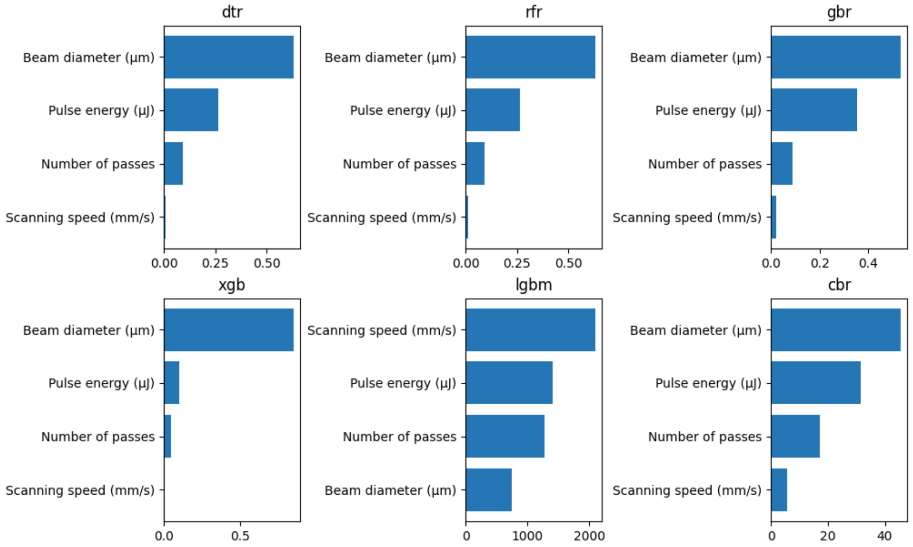 dtr
Beam diameter (μm)
Pulse energy (μJ)
Number of passes
Scanning speed (mm/s)
0.00 0.25 0.50
rfr
Beam diameter (μm)
Pulse energy (μJ)
Number of passes
Scanning speed (mm/s)
0.00 0.25 0.50
gbr
Beam diameter (μm)
Pulse energy (μJ)
Number of passes
Scanning speed (mm/s)
0.0 0.2 0.4
xgb
Beam diameter (μm)
Pulse energy (μJ)
Number of passes
Scanning speed (mm/s)
0.0 0.5
lgbm
Scanning speed (mm/s)
Pulse energy (μJ)
Number of passes
Beam diameter (μm)
0 1000 2000
cbr
Beam diameter (μm)
Pulse energy (μJ)
Number of passes
Scanning speed (mm/s)
0 20 40